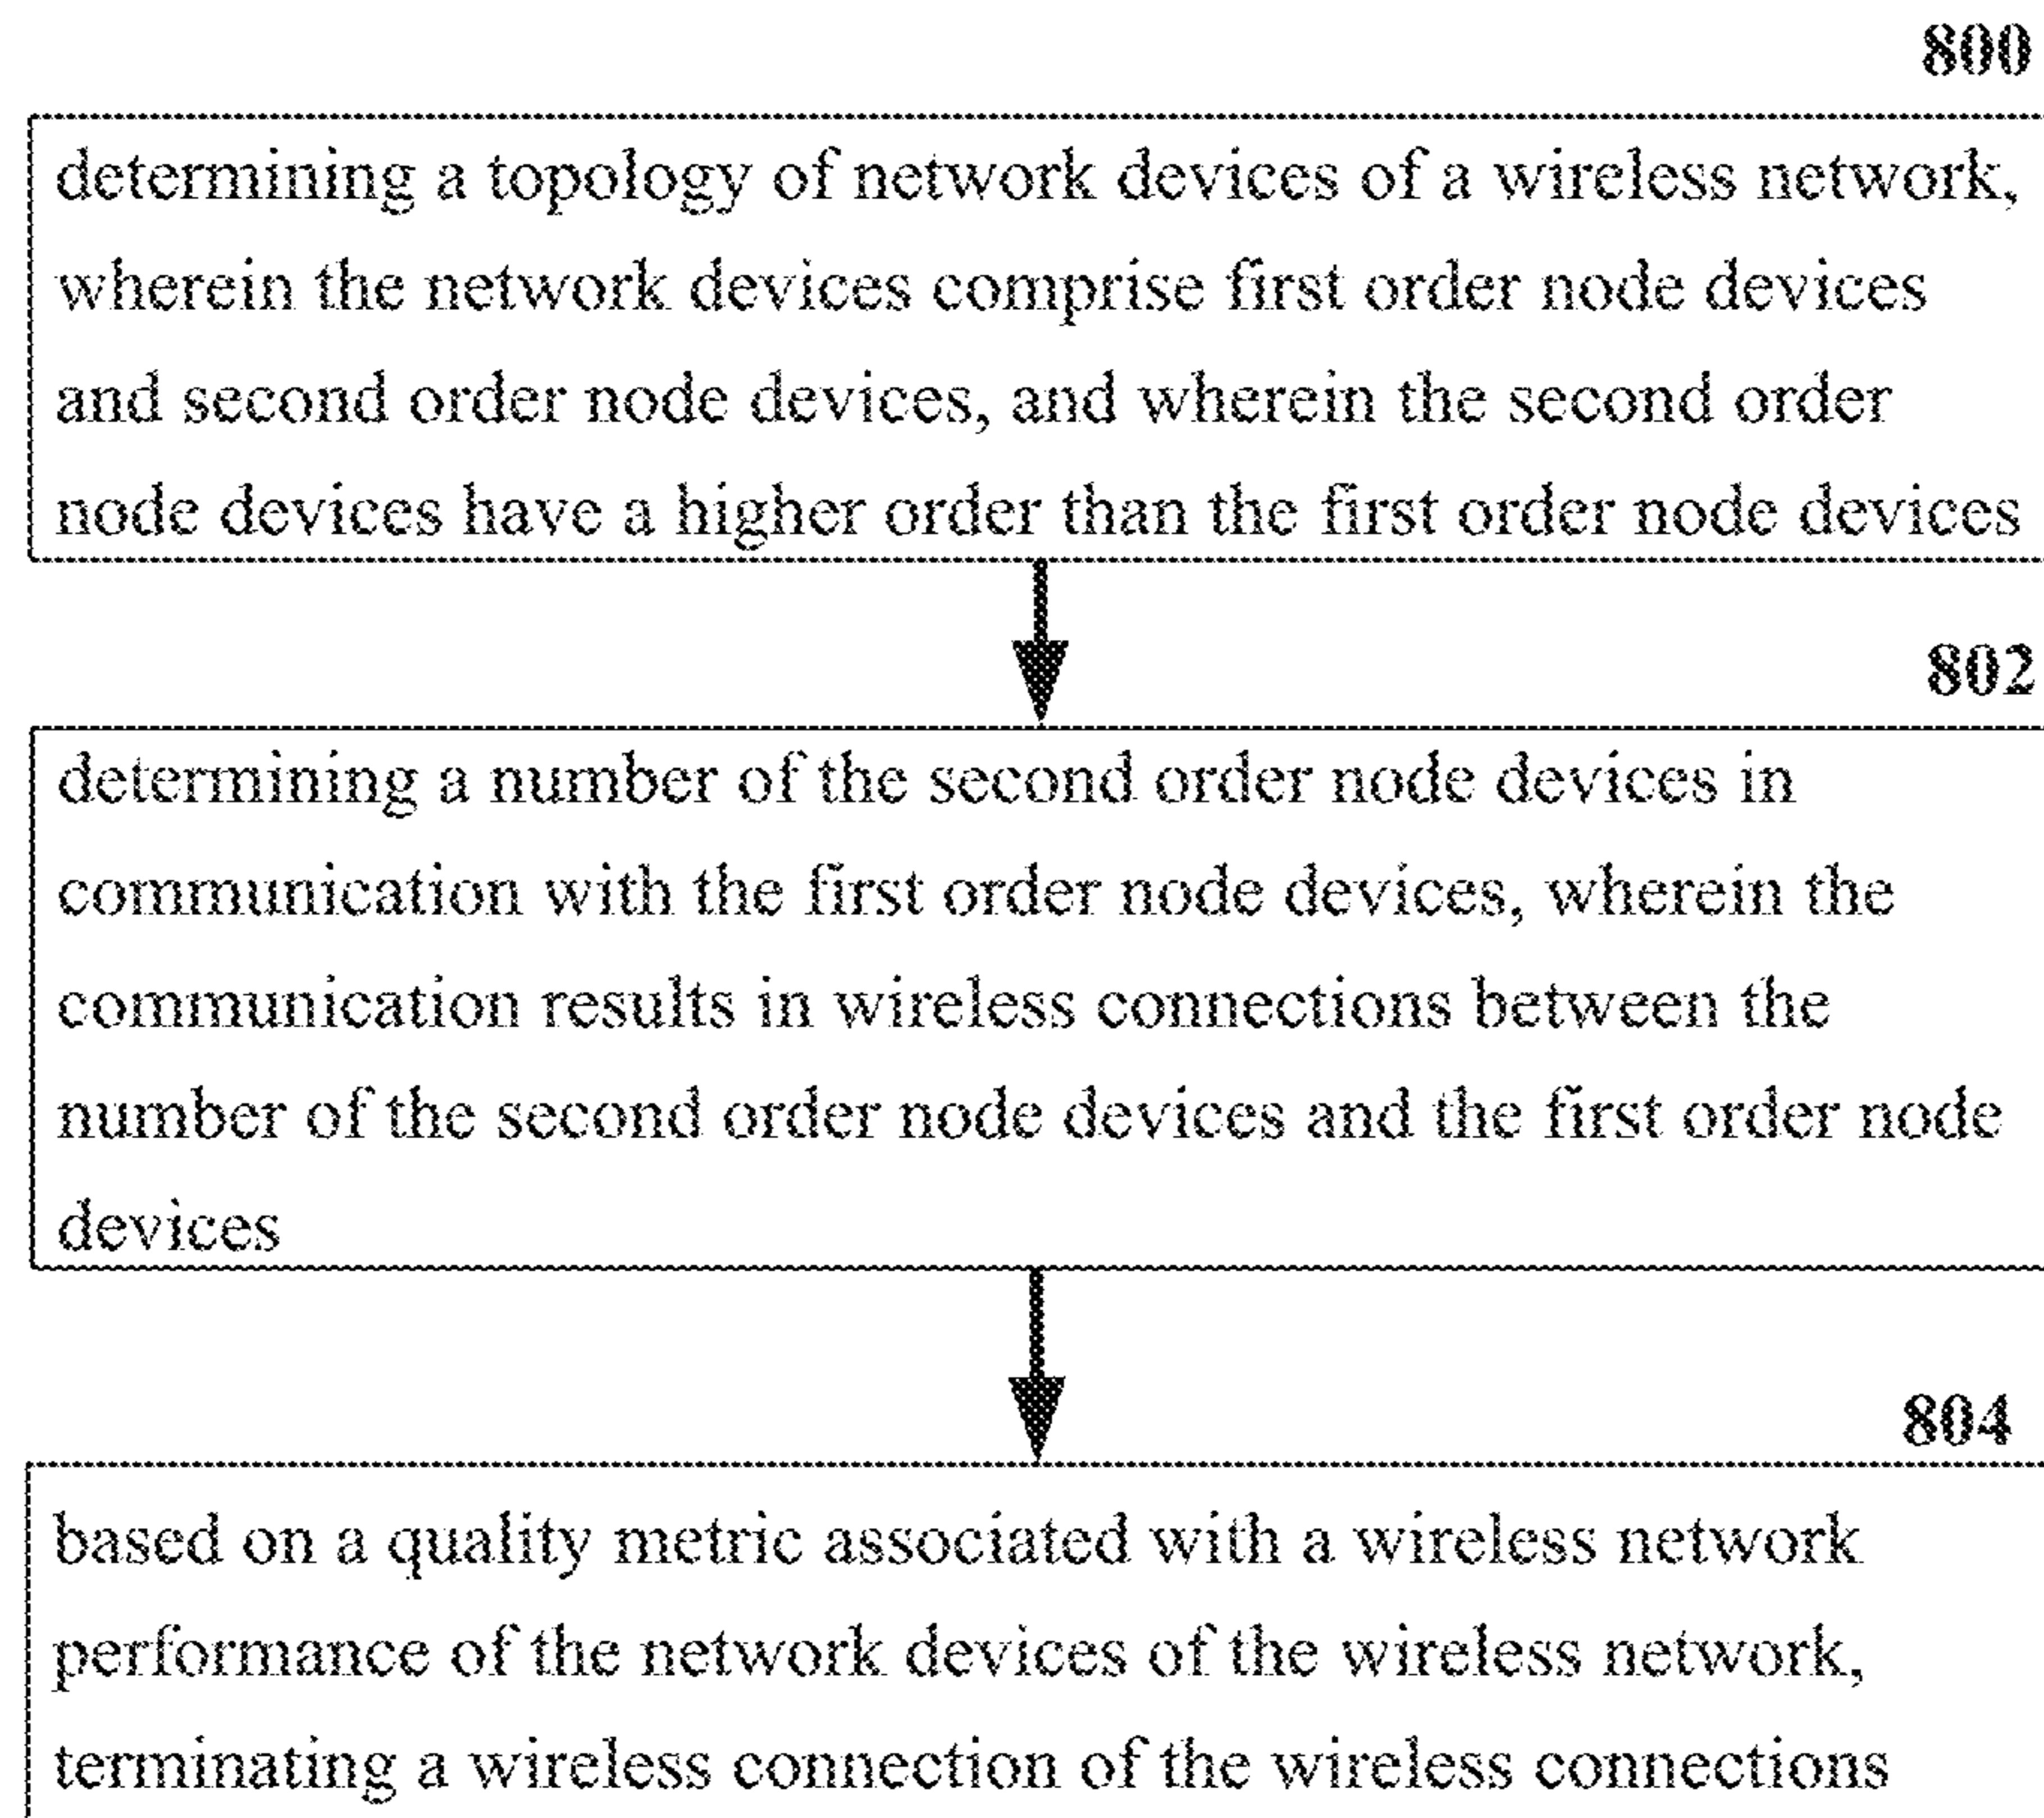 800
determining a topology of network devices of a wireless network,
wherein the network devices comprise first order node devices
and second order node devices, and wherein the second order
node devices have a higher order than the first order node devices
802
determining a number of the second order node devices in
communication with the first order node devices, wherein the
communication results in wireless connections between the
number of the second order node devices and the first order node
devices
804
based on a quality metric associated with a wireless network
performance of the network devices of the wireless network,
terminating a wireless connection of the wireless connections